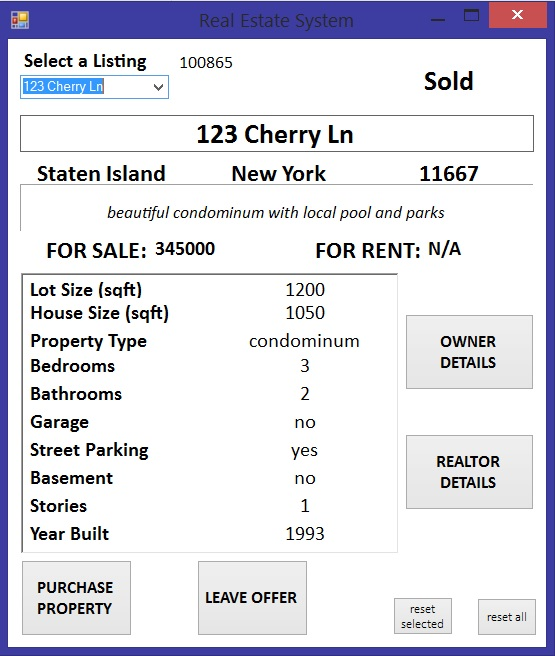 Real Estate System
Select a Listing 100865
123 Cherry Ln
Sold
123 Cherry Ln
Staten Island New York 11667
beautiful condominum with local pool and parks
FOR SALE: 345000 FOR RENT: N/A
Lot Size (sqft) 1200
House Size (sqft) 1050
Property Type condominum
Bedrooms 3
Bathrooms 2
Garage no
Street Parking yes
Basement no
Stories 1
Year Built 1993
OWNER
DETAILS
REALTOR
DETAILS
PURCHASE
PROPERTY
LEAVE OFFER
reset
selected
reset all